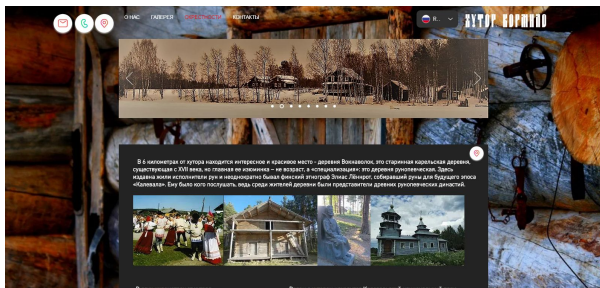 О НАС ГАЛЕРЕЯ ОКРЕСТНОСТИ КОНТАКТЫ R... ХУТОР КОРМИЛО
В 6 километрах от хутора находится интересное и красивое место - деревня Вокнаволок, это старинная карельская деревня,
существующая с XVII века, но главная ее изюминка – не возраст, а «специализация»: это деревня рунопевческая. Здесь
издавна жили исполнители рун и неоднократно бывал финский этнограф Элиас Лённрот, собиравший руны для будущего эпоса
«Калевала». Ему было кого послушать, ведь среди жителей деревни были представители древних рунопевческих династий.